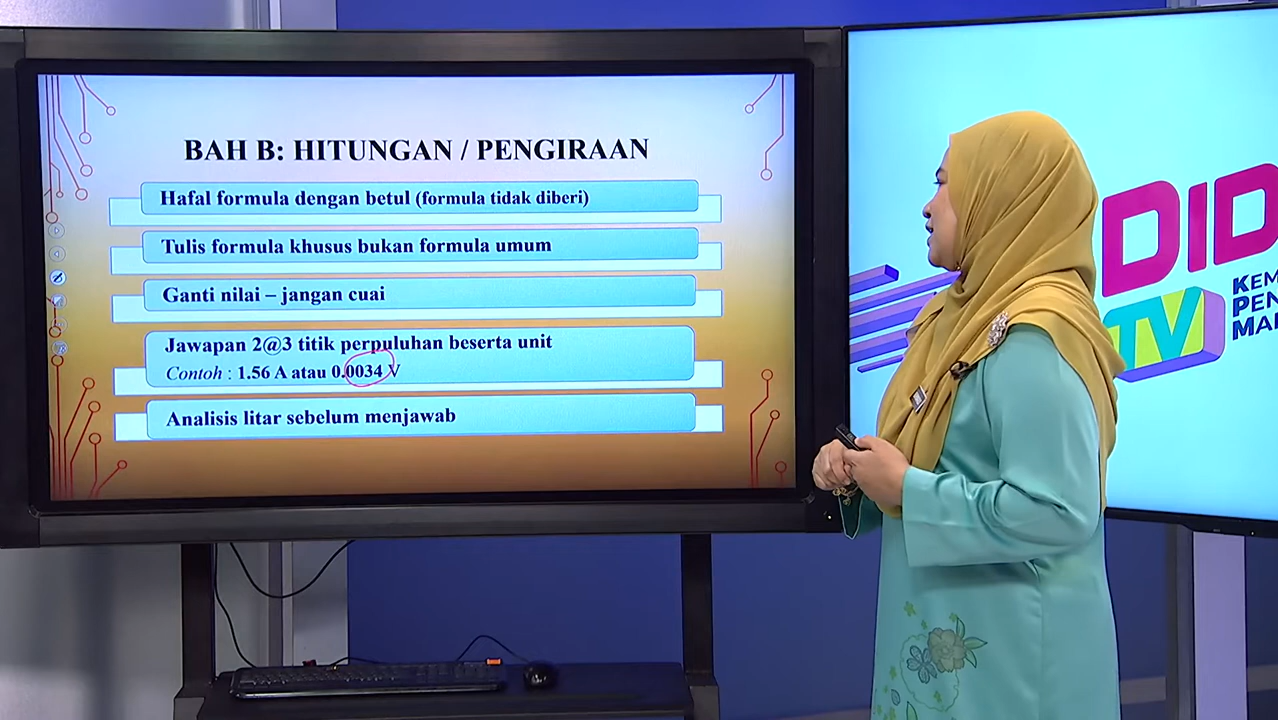 BAH B: HITUNGAN / PENGIRAAN
Hafal formula dengan betul (formula tidak diberi)
Tulis formula khusus bukan formula umum
Ganti nilai – jangan cuai
Jawapan 2@3 titik perpuluhan beserta unit
Contoh : 1.56 A atau 0.0034 V
Analisis litar sebelum menjawab
DID
TV
KEM
PEN
MA